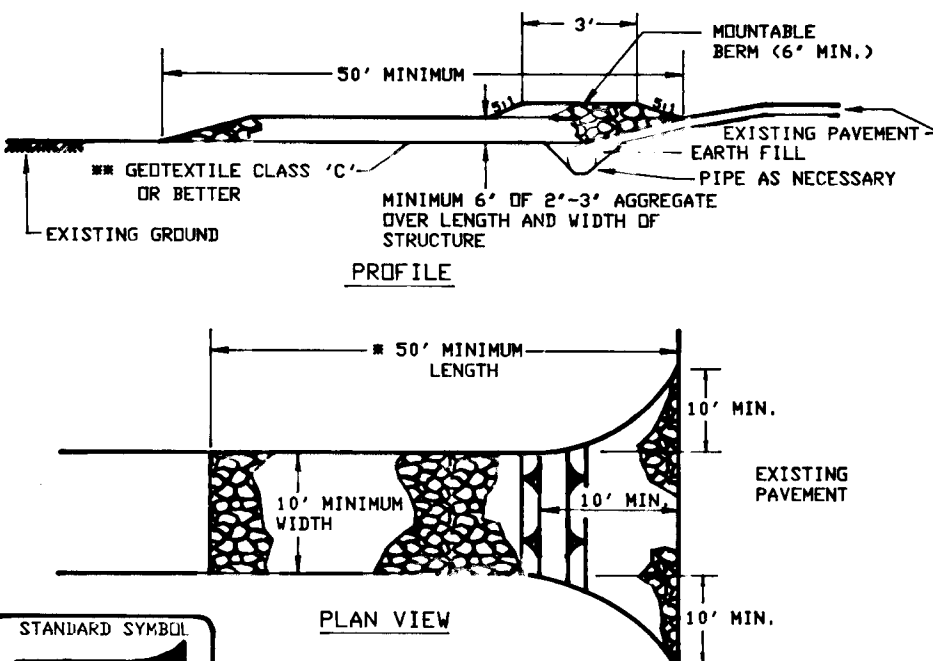 3'
MOUNTABLE
BERM (6" MIN.)
50' MINIMUM
5:1
5:1
EXISTING PAVEMENT
** GEOTEXTILE CLASS 'C'
OR BETTER
EARTH FILL
PIPE AS NECESSARY
MINIMUM 6" OF 2"-3" AGGREGATE
OVER LENGTH AND WIDTH OF
STRUCTURE
EXISTING GROUND
PROFILE
* 50' MINIMUM
LENGTH
10' MIN.
EXISTING
PAVEMENT
10' MINIMUM
WIDTH
10' MIN.
PLAN VIEW
10' MIN.
STANDARD SYMBOL